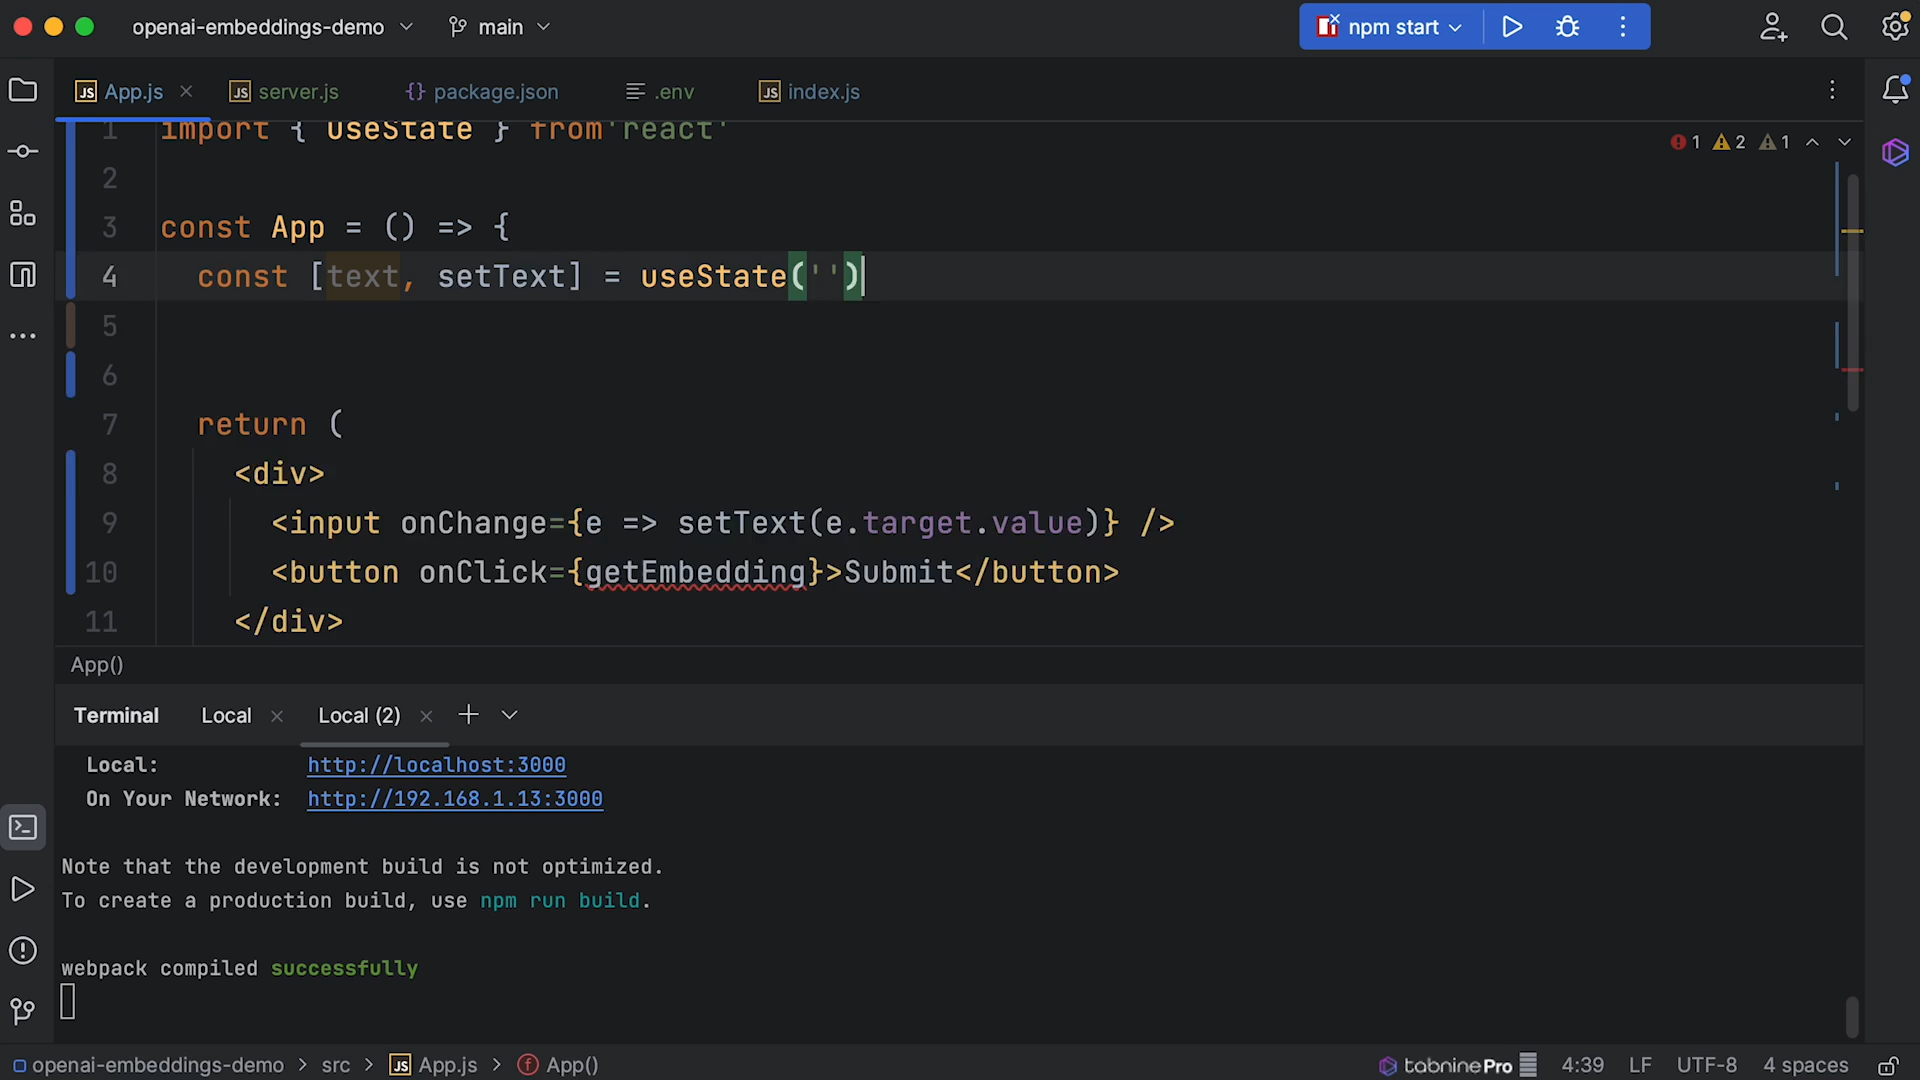 openai-embeddings-demo main npm start
App.js server.js package.json .env index.js
1 import { useState } from'react'
1 2 1
2
3 const App = () => {
4 const [text, setText] = useState('')
5
6
7 return (
8 <div>
9 <input onChange={e => setText(e.target.value)} />
10 <button onClick={getEmbedding}>Submit</button>
11 </div>
App()
Terminal Local Local (2)
Local: http://localhost:3000
On Your Network: http://192.168.1.13:3000
Note that the development build is not optimized.
To create a production build, use npm run build.
webpack compiled successfully
openai-embeddings-demo > src > JS App.js > f App() tabnine Pro 4:39 LF UTF-8 4 spaces